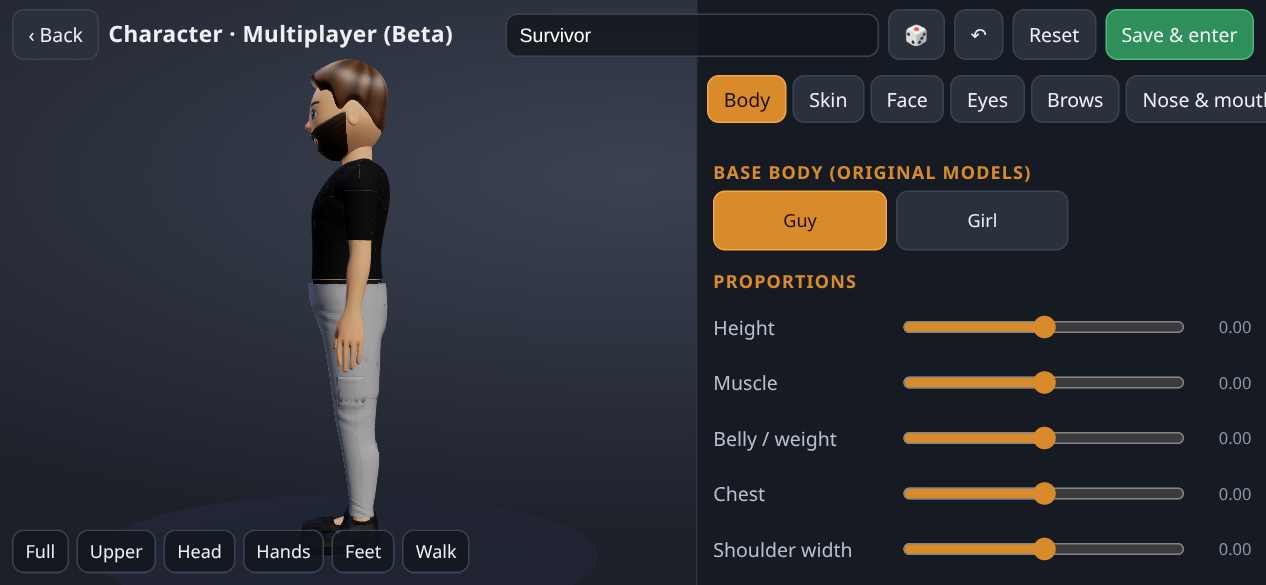 ‹ Back
Character · Multiplayer (Beta)
Survivor
Reset
Save & enter
Body
Skin
Face
Eyes
Brows
Nose & mouth
BASE BODY (ORIGINAL MODELS)
Guy
Girl
PROPORTIONS
Height 0.00
Muscle 0.00
Belly / weight 0.00
Chest 0.00
Shoulder width 0.00
Full
Upper
Head
Hands
Feet
Walk